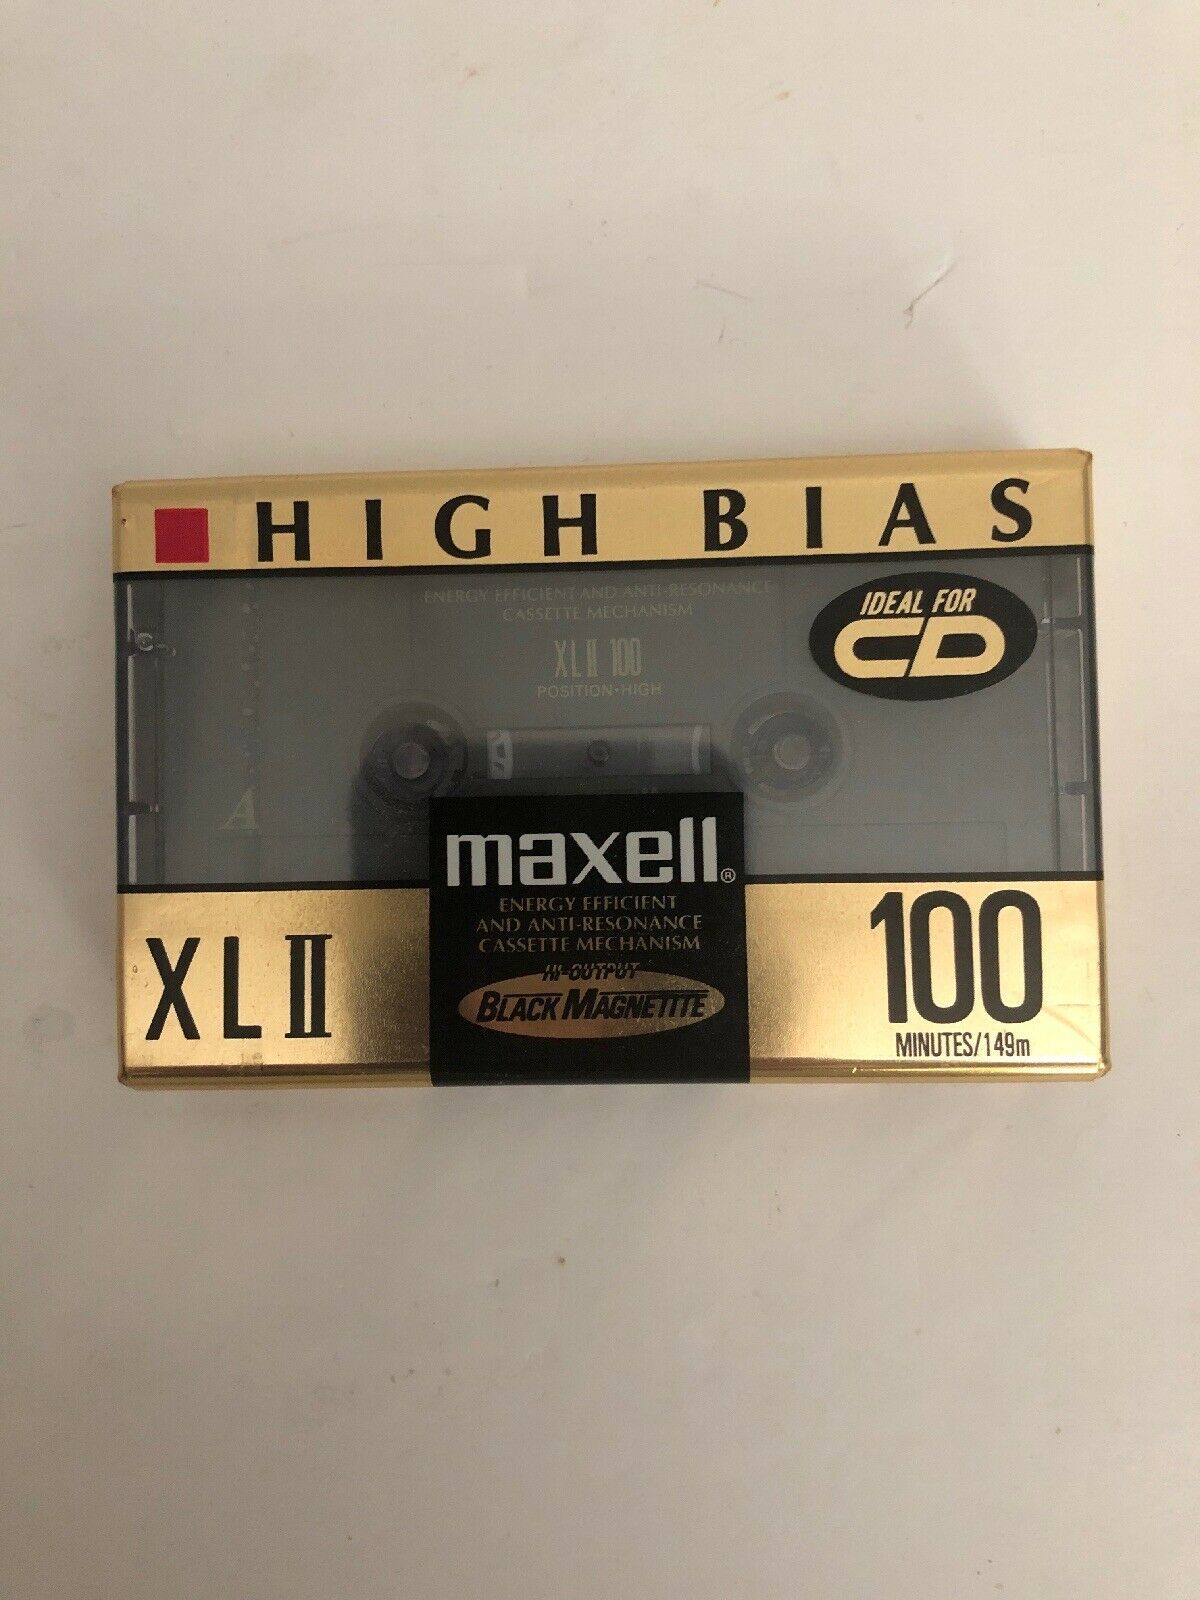 HIGH BIAS
ENERGY EFFICIENT AND ANTI-RESONANCE
CASSETTE MECHANISM
IDEAL FOR
CD
XL II 100
POSITION·HIGH
A
maxell®
ENERGY EFFICIENT
AND ANTI-RESONANCE
CASSETTE MECHANISM
HI-OUTPUT
BLACK MAGNETITE
XL II
100
MINUTES/149m